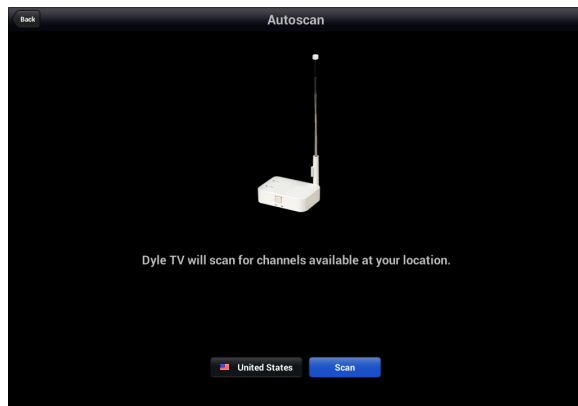 Back
Autoscan
Dyle TV will scan for channels available at your location.
United States
Scan